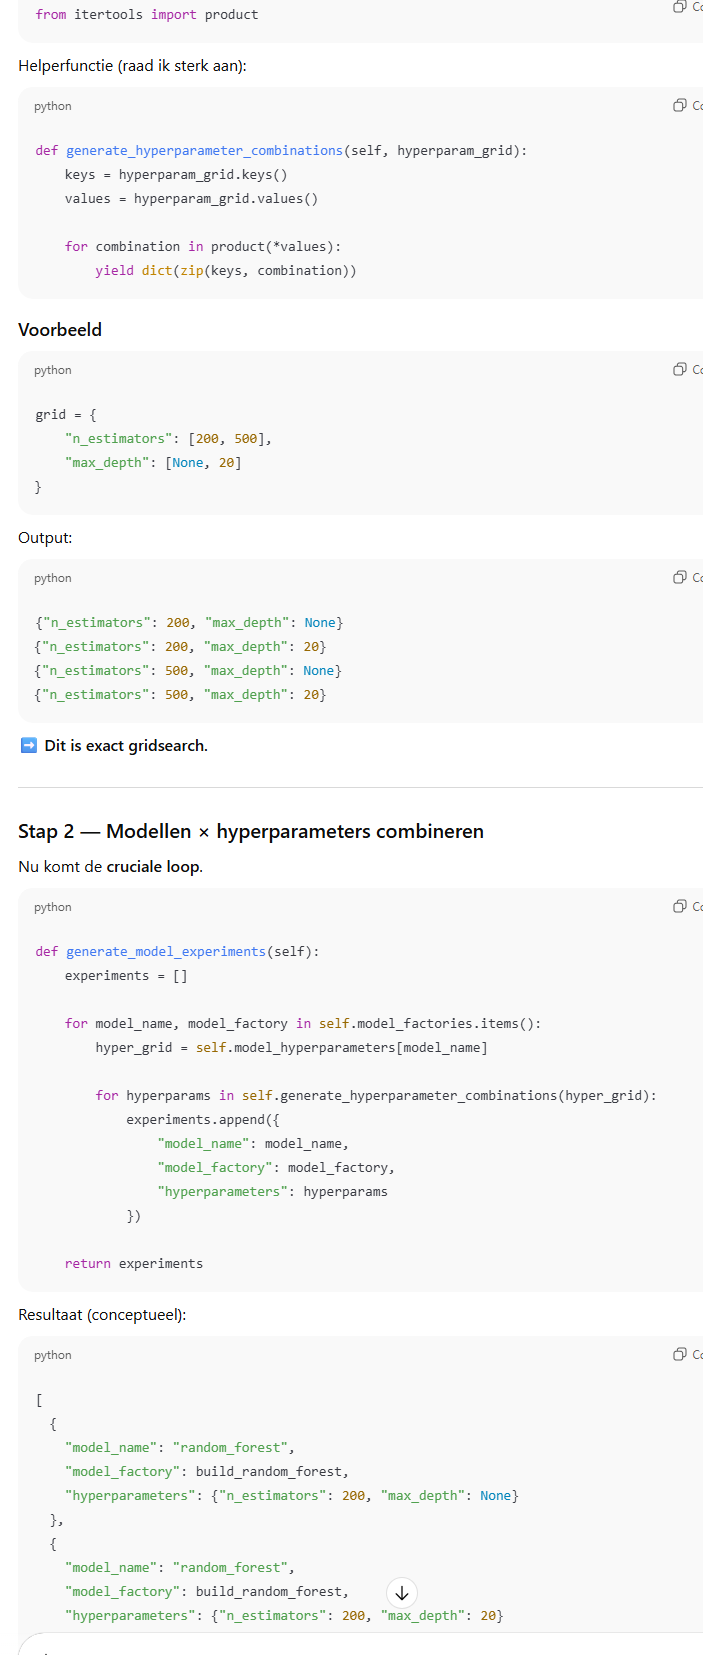 from itertools import product
Helperfunctie (raad ik sterk aan):
python
def generate_hyperparameter_combinations(self, hyperparam_grid):
    keys = hyperparam_grid.keys()
    values = hyperparam_grid.values()

    for combination in product(*values):
        yield dict(zip(keys, combination))
Voorbeeld
python
grid = {
    "n_estimators": [200, 500],
    "max_depth": [None, 20]
}
Output:
python
{"n_estimators": 200, "max_depth": None}
{"n_estimators": 200, "max_depth": 20}
{"n_estimators": 500, "max_depth": None}
{"n_estimators": 500, "max_depth": 20}
➡️ Dit is exact gridsearch.
Stap 2 — Modellen × hyperparameters combineren
Nu komt de cruciale loop.
python
def generate_model_experiments(self):
    experiments = []

    for model_name, model_factory in self.model_factories.items():
        hyper_grid = self.model_hyperparameters[model_name]

        for hyperparams in self.generate_hyperparameter_combinations(hyper_grid):
            experiments.append({
                "model_name": model_name,
                "model_factory": model_factory,
                "hyperparameters": hyperparams
            })

    return experiments
Resultaat (conceptueel):
python
[
  {
    "model_name": "random_forest",
    "model_factory": build_random_forest,
    "hyperparameters": {"n_estimators": 200, "max_depth": None}
  },
  {
    "model_name": "random_forest",
    "model_factory": build_random_forest,
    "hyperparameters": {"n_estimators": 200, "max_depth": 20}